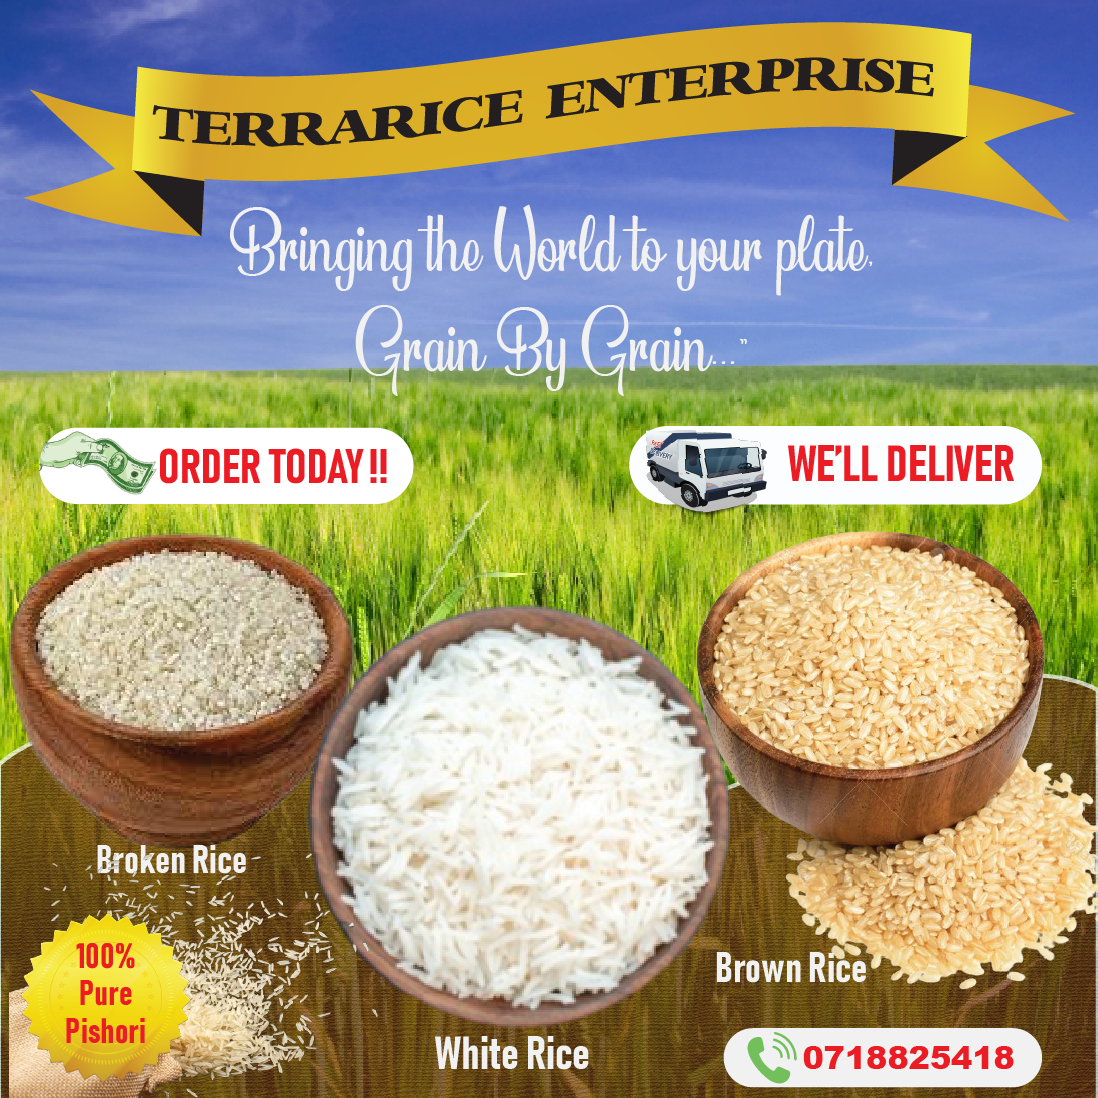 TERRARICE ENTERPRISE
Bringing the World to your plate,
Grain By Grain..."
ORDER TODAY!!
DELIVERY
WE'LL DELIVER
Broken Rice
100%
Pure
Pishori
Brown Rice
White Rice
0718825418